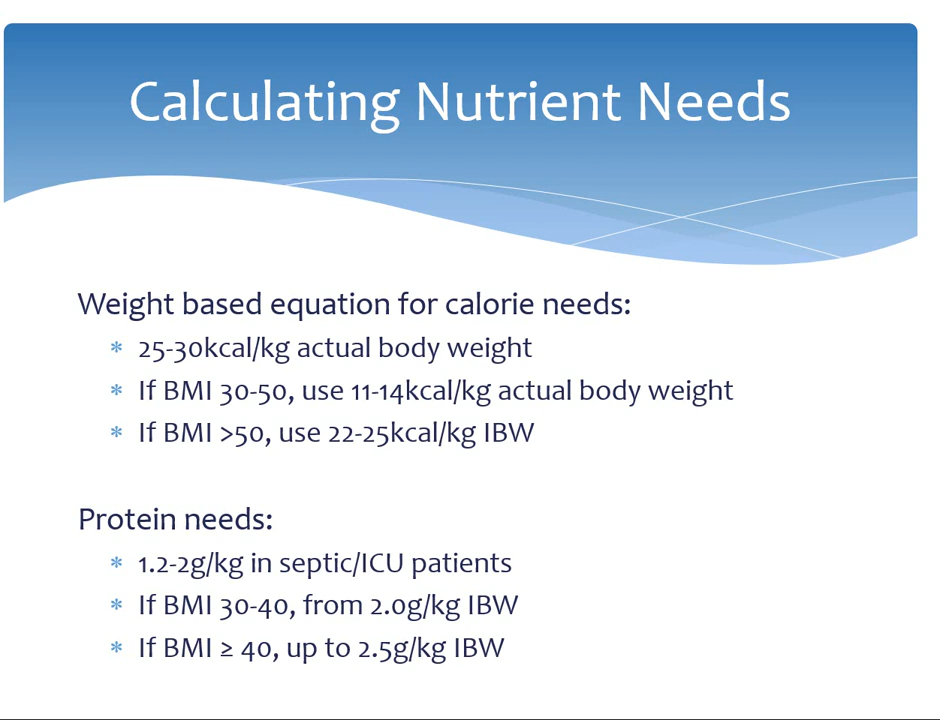 Calculating Nutrient Needs
Weight based equation for calorie needs:
* 25-30kcal/kg actual body weight
* If BMI 30-50, use 11-14kcal/kg actual body weight
* If BMI >50, use 22-25kcal/kg IBW
Protein needs:
* 1.2-2g/kg in septic/ICU patients
* If BMI 30-40, from 2.0g/kg IBW
* If BMI ≥ 40, up to 2.5g/kg IBW